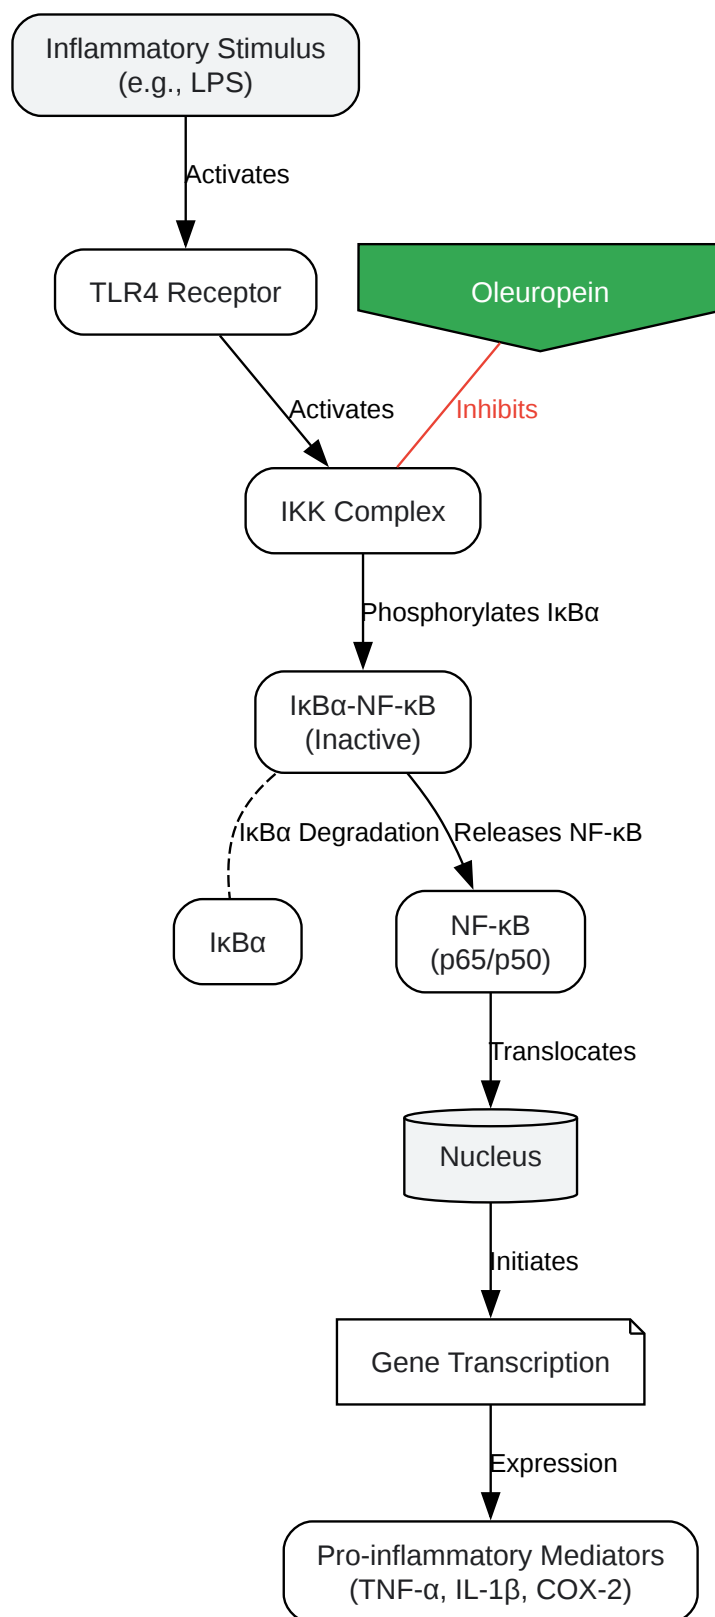 Inflammatory Stimulus
(e.g., LPS)
Activates
TLR4 Receptor
Oleuropein
Activates
Inhibits
IKK Complex
Phosphorylates IκBα
IκBα-NF-κB
(Inactive)
IκBα Degradation
Releases NF-κB
IκBα
NF-κB
(p65/p50)
Translocates
Nucleus
Initiates
Gene Transcription
Expression
Pro-inflammatory Mediators
(TNF-α, IL-1β, COX-2)